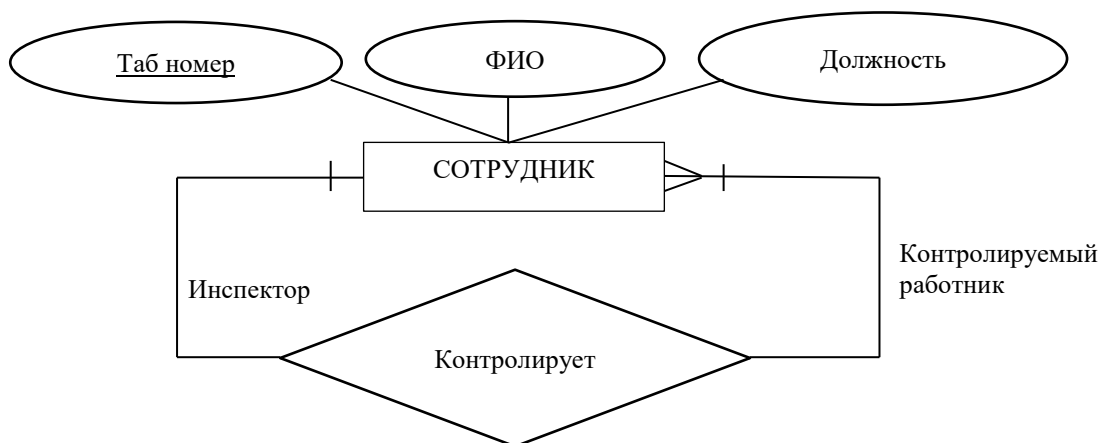 Таб номер
ФИО
Должность
СОТРУДНИК
Инспектор
Контролируемый
работник
Контролирует